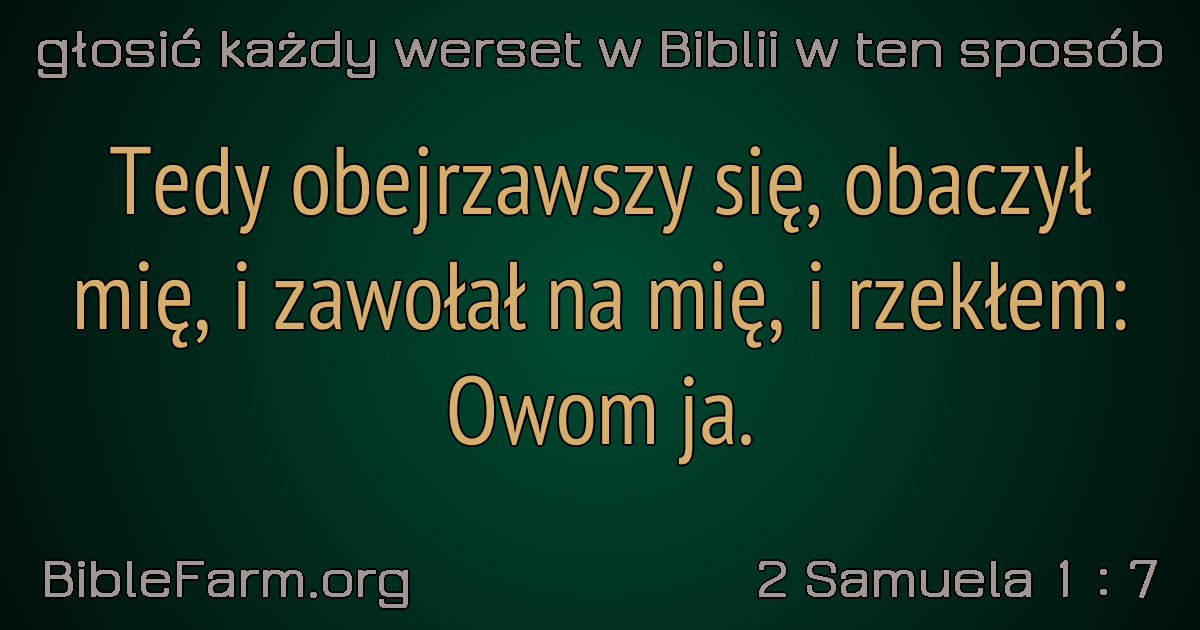 głosić każdy werset w Biblii w ten sposób
Tedy obejrzawszy się, obaczył
mię, i zawołał na mię, i rzekłem:
Owom ja.
BibleFarm.org
2 Samuela 1 : 7